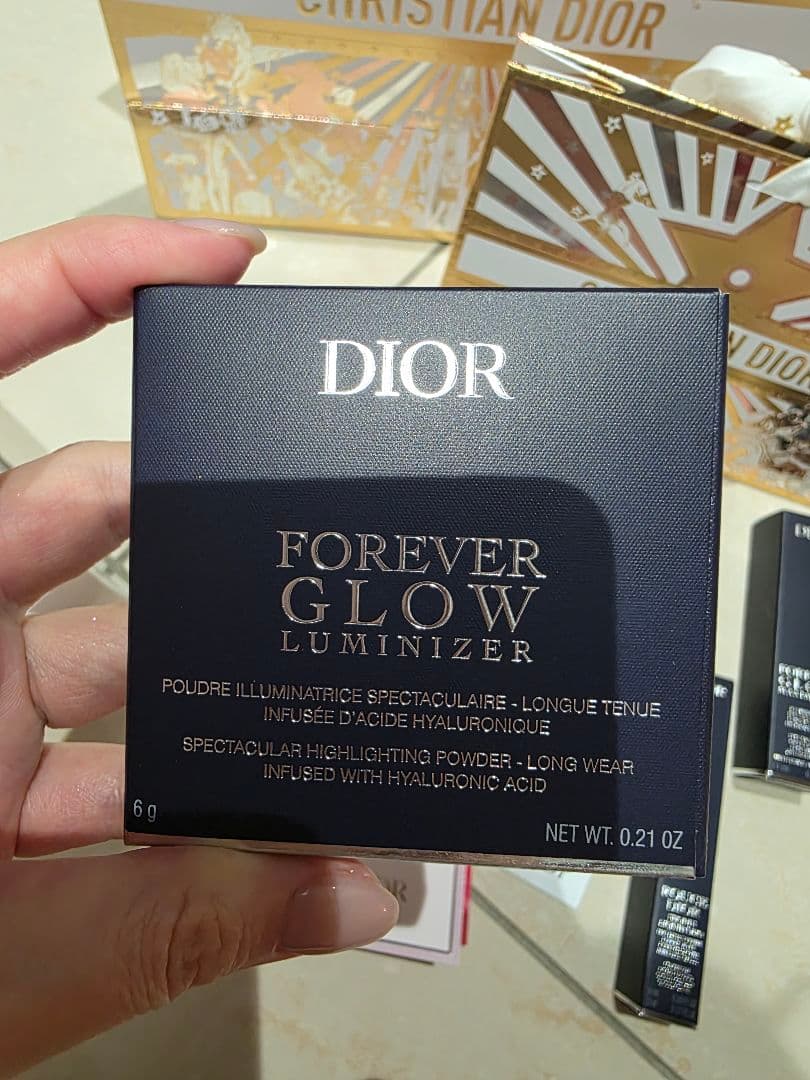 CHRISTIAN DIOR
N DIOR
DIOR
FOREVER
GLOW
LUMINIZER
POUDRE ILLUMINATRICE SPECTACULAIRE - LONGUE TENUE
INFUSÉE D'ACIDE HYALURONIQUE
SPECTACULAR HIGHLIGHTING POWDER - LONG WEAR
INFUSED WITH HYALURONIC ACID
6 g
NET WT. 0.21 OZ